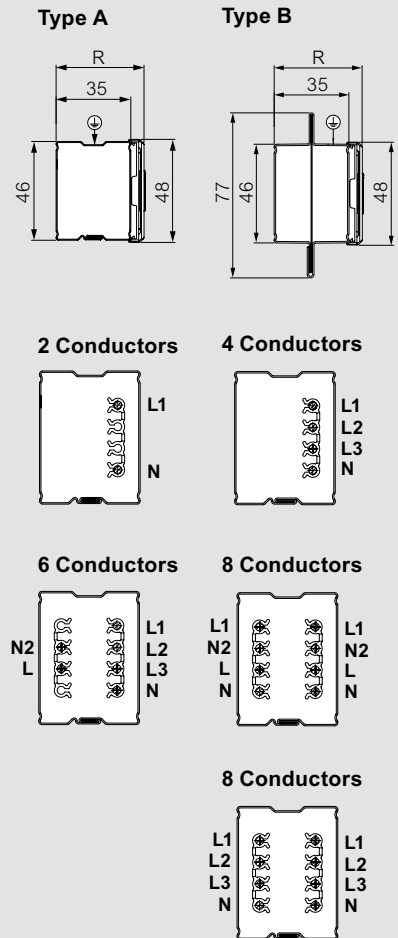 Type A
Type B
R
35
46
48
R
35
77
46
48
2 Conductors
L1
N
4 Conductors
L1
L2
L3
N
6 Conductors
N2
L
L1
L2
L3
N
8 Conductors
L1
N2
L
N
L1
N2
L
N
8 Conductors
L1
L2
L3
N
L1
L2
L3
N